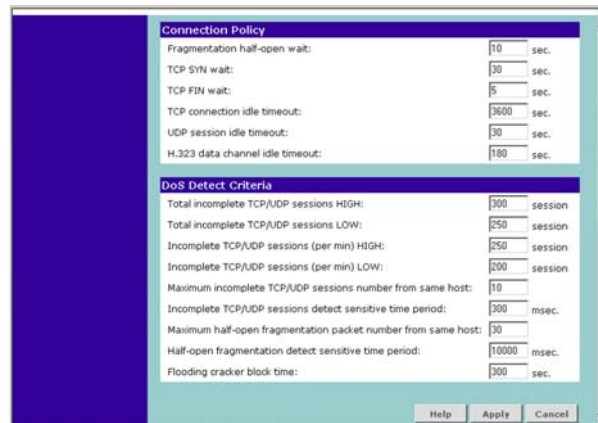 Connection Policy
Fragmentation half-open wait: 10 sec.
TCP SYN wait: 30 sec.
TCP FIN wait: 5 sec.
TCP connection idle timeout: 3600 sec.
UDP session idle timeout: 30 sec.
H.323 data channel idle timeout: 180 sec.
DoS Detect Criteria
Total incomplete TCP/UDP sessions HIGH: 300 session
Total incomplete TCP/UDP sessions LOW: 250 session
Incomplete TCP/UDP sessions (per min) HIGH: 250 session
Incomplete TCP/UDP sessions (per min) LOW: 200 session
Maximum incomplete TCP/UDP sessions number from same host: 10
Incomplete TCP/UDP sessions detect sensitive time period: 300 msec.
Maximum half-open fragmentation packet number from same host: 30
Half-open fragmentation detect sensitive time period: 10000 msec.
Flooding cracker block time: 300 sec.
Help Apply Cancel